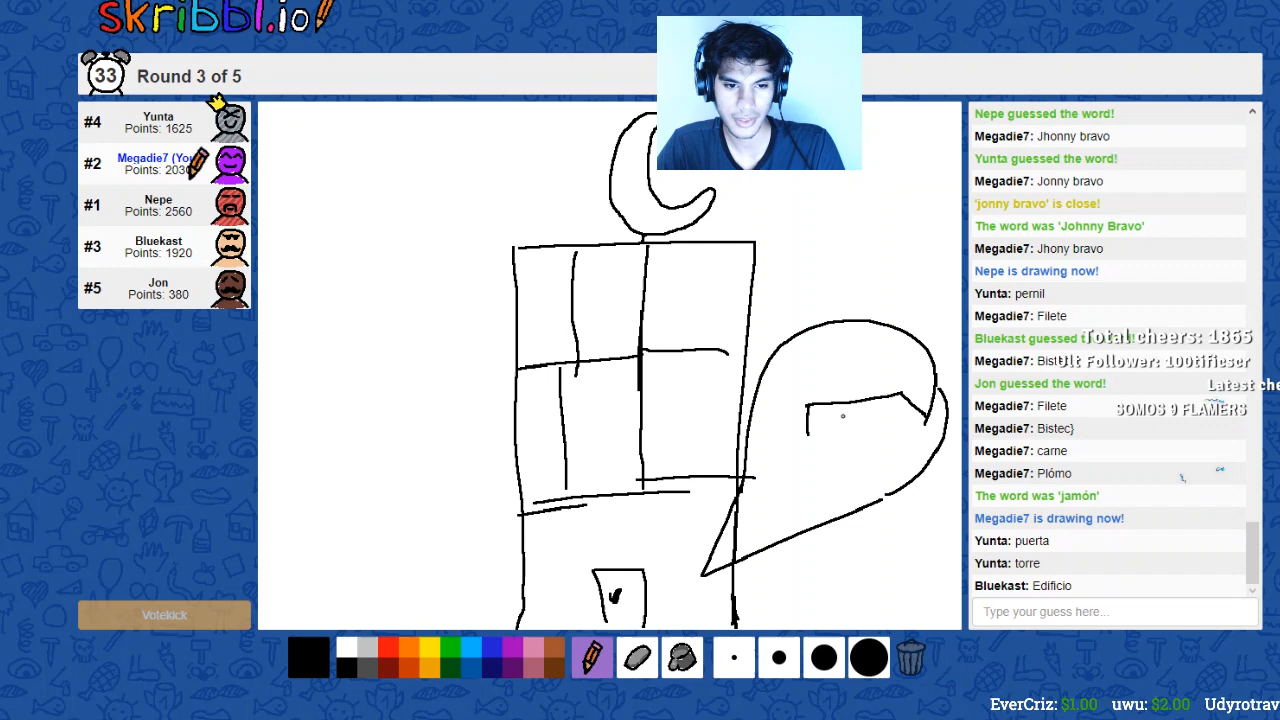 skribbl.io
33
Round 3 of 5
#4
Yunta
Points: 1625
#2
Megadie7 (You
Points: 2030
#1
Nepe
Points: 2560
#3
Bluekast
Points: 1920
#5
Jon
Points: 380
Votekick
Nepe guessed the word!
Megadie7: Jhonny bravo
Yunta guessed the word!
Megadie7: Jonny bravo
'jonny bravo' is close!
The word was 'Johnny Bravo'
Megadie7: Jhony bravo
Nepe is drawing now!
Yunta: pernil
Megadie7: Filete
Bluekast guessed
Total cheers: 1865
Megadie7:
Ult Follower: 100tificscr
Jon guessed the word!
Latest che
Megadie7: Filete
SOMOS 9 FLAMERS
Megadie7: Bistec}
Megadie7: carne
Megadie7: Plómo
The word was 'jamón'
Megadie7 is drawing now!
Yunta: puerta
Yunta: torre
Bluekast: Edificio
Type your guess here...
EverCriz: $1.00 uwu: $2.00 Udyrotrav